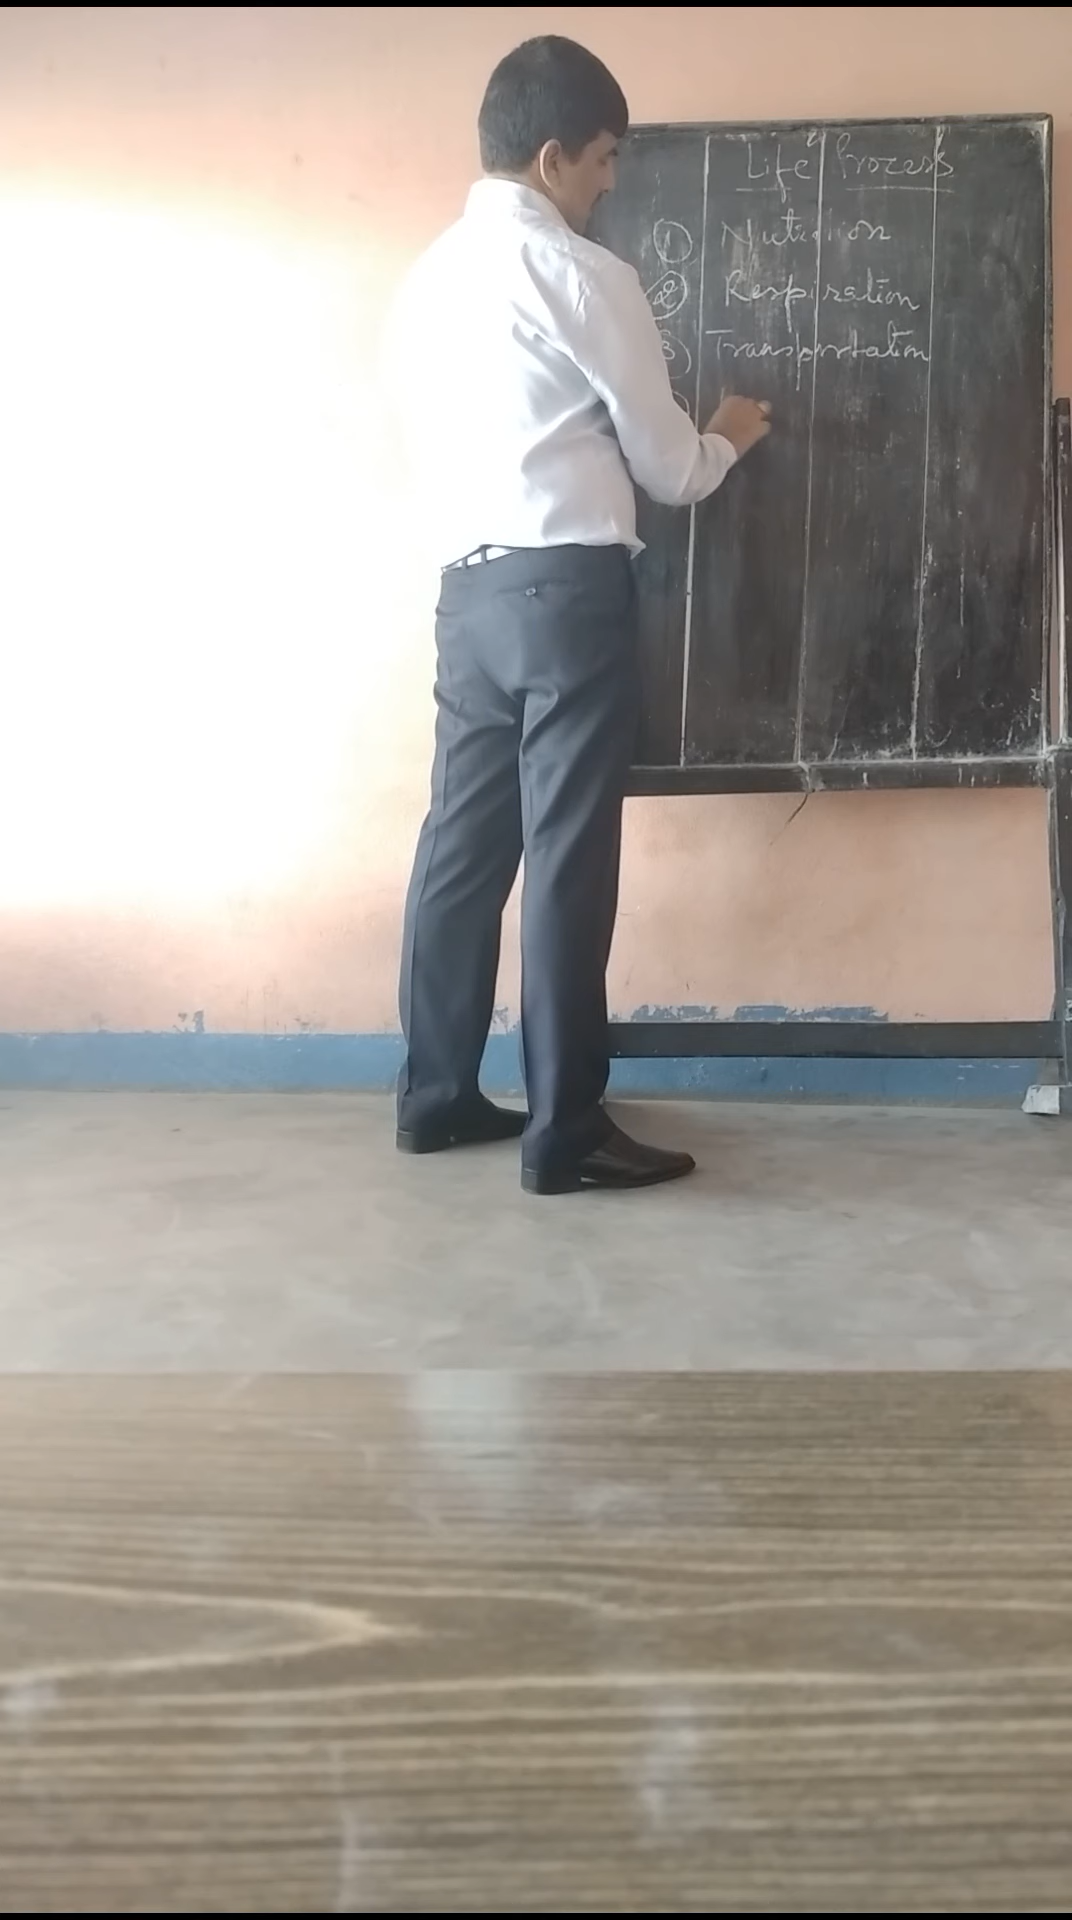 Life Process
① Nutrition
② Respiration
③ Transportation